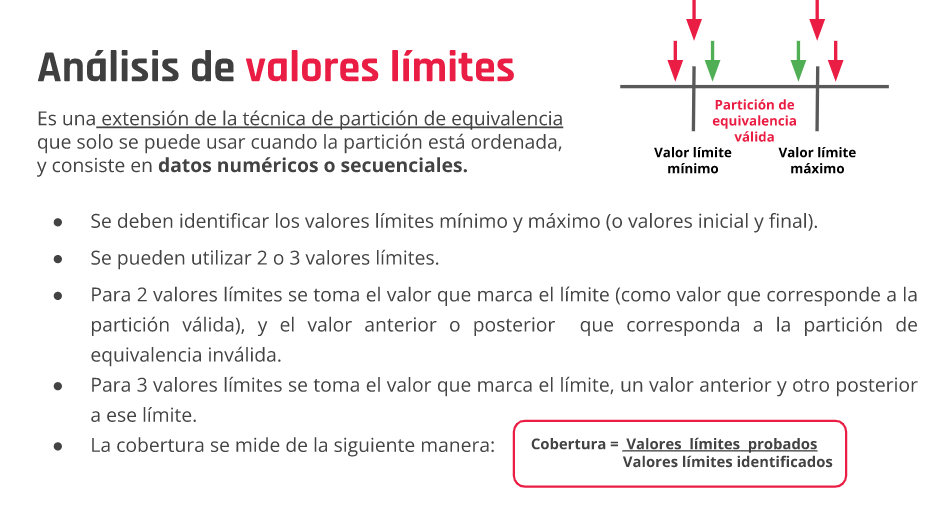 Análisis de valores límites
Es una extensión de la técnica de partición de equivalencia
que solo se puede usar cuando la partición está ordenada,
y consiste en datos numéricos o secuenciales.
Partición de
equivalencia
válida
Valor límite
mínimo
Valor límite
máximo
● Se deben identificar los valores límites mínimo y máximo (o valores inicial y final).
● Se pueden utilizar 2 o 3 valores límites.
● Para 2 valores límites se toma el valor que marca el límite (como valor que corresponde a la
partición válida), y el valor anterior o posterior que corresponda a la partición de
equivalencia inválida.
● Para 3 valores límites se toma el valor que marca el límite, un valor anterior y otro posterior
a ese límite.
● La cobertura se mide de la siguiente manera:
Cobertura = Valores límites probados
Valores límites identificados